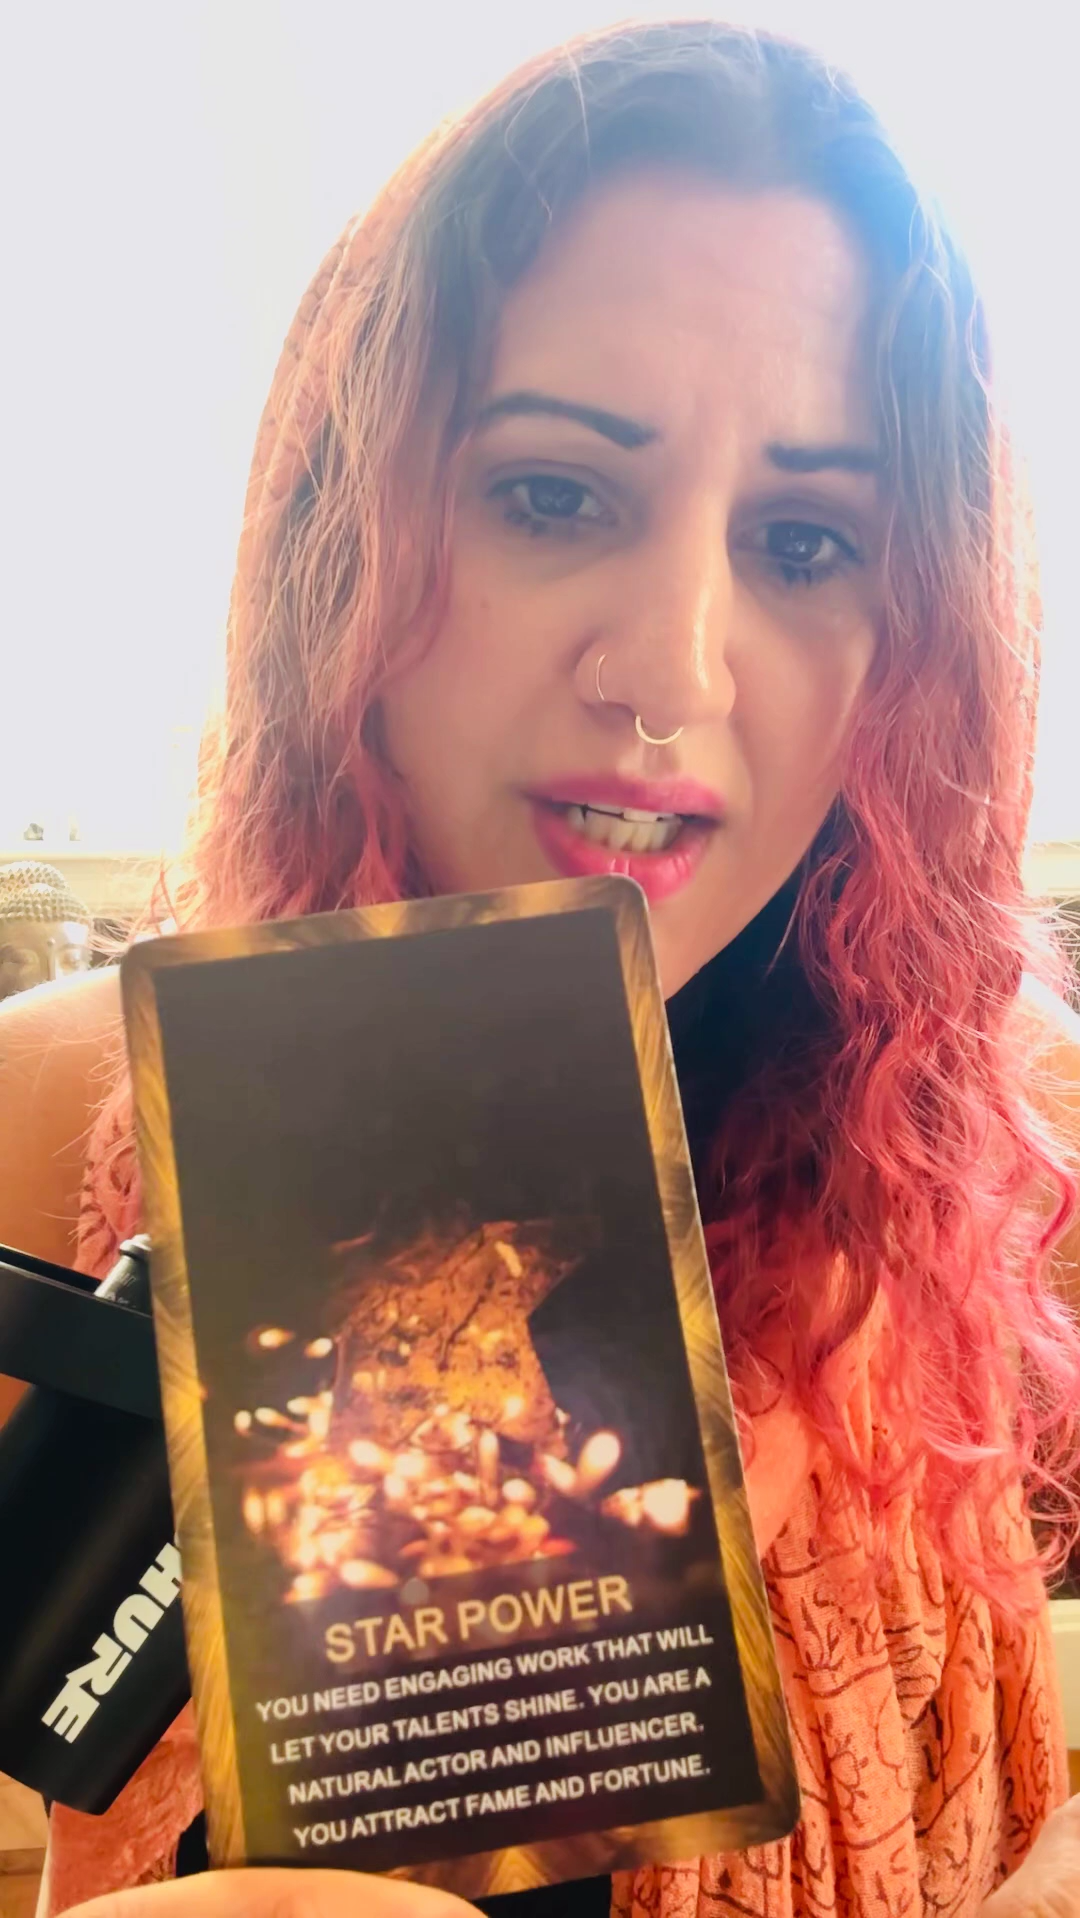 HURE
STAR POWER
YOU NEED ENGAGING WORK THAT WILL
LET YOUR TALENTS SHINE. YOU ARE A
NATURAL ACTOR AND INFLUENCER.
YOU ATTRACT FAME AND FORTUNE.